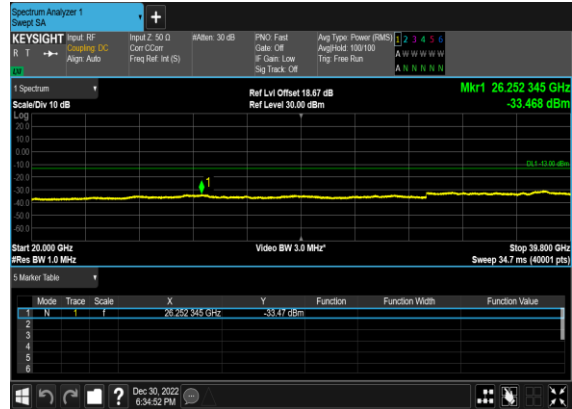 Spectrum Analyzer 1
Swept SA
+
KEYSIGHT Input: RF Input Z: 50 Ω #Atten: 30 dB PNO: Fast Avg Type: Power (RMS) 1 2 3 4 5 6
R T Coupling: DC Corr CCorr Gate: Off Avg|Hold: 100/100 A W W W W W
Align: Auto Freq Ref: Int (S) IF Gain: Low Trig: Free Run
Sig Track: Off A N N N N N
1 Spectrum Ref Lvl Offset 18.67 dB Mkr1 26.252 345 GHz
Scale/Div 10 dB Ref Level 30.00 dBm -33.468 dBm
Log
20.0
10.0
0.00
-10.0
DL1 -13.00 dBm
-20.0
1
-30.0
-40.0
-50.0
-60.0
Start 20.000 GHz Video BW 3.0 MHz* Stop 39.800 GHz
#Res BW 1.0 MHz Sweep 34.7 ms (40001 pts)
5 Marker Table
Mode Trace Scale X Y Function Function Width Function Value
1 N 1 f 26.252 345 GHz -33.47 dBm
2
3
4
5
6
? Dec 30, 2022
6:34:52 PM